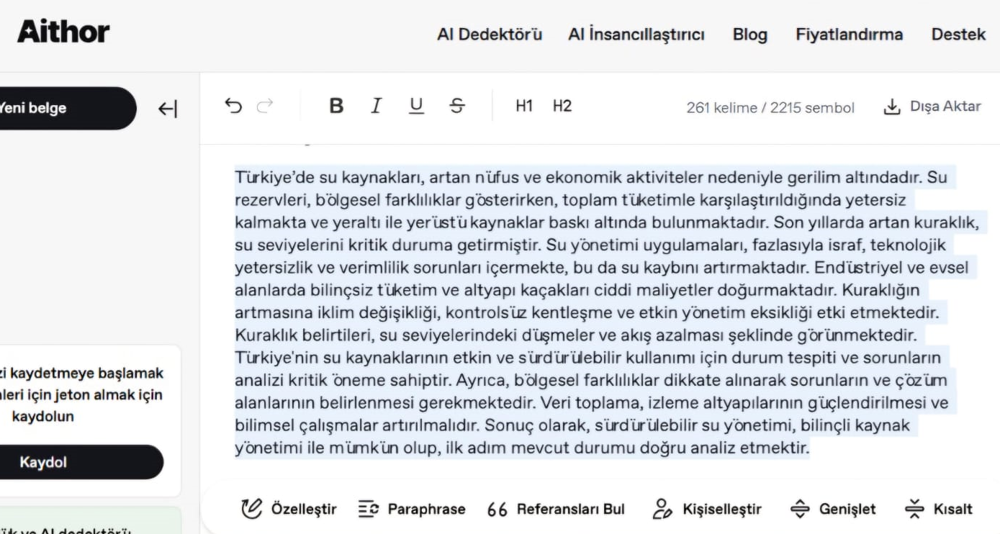 Aithor
AI Dedektörü AI İnsancıllaştırıcı Blog Fiyatlandırma Destek
Yeni belge
B I U S H1 H2 261 kelime / 2215 sembol Dışa Aktar
Türkiye’de su kaynakları, artan nüfus ve ekonomik aktiviteler nedeniyle gerilim altındadır. Su
rezervleri, bölgesel farklılıklar gösterirken, toplam tüketimle karşılaştırıldığında yetersiz
kalmakta ve yeraltı ile yerüstü kaynaklar baskı altında bulunmaktadır. Son yıllarda artan kuraklık,
su seviyelerini kritik duruma getirmiştir. Su yönetimi uygulamaları, fazlasıyla israf, teknolojik
yetersizlik ve verimlilik sorunları içermekte, bu da su kaybını artırmaktadır. Endüstriyel ve evsel
alanlarda bilinçsiz tüketim ve altyapı kaçakları ciddi maliyetler doğurmaktadır. Kuraklığın
artmasına iklim değişikliği, kontrolsüz kentleşme ve etkin yönetim eksikliği etki etmektedir.
Kuraklık belirtileri, su seviyelerindeki düşmeler ve akış azalması şeklinde görünmektedir.
Türkiye'nin su kaynaklarının etkin ve sürdürülebilir kullanımı için durum tespiti ve sorunların
analizi kritik öneme sahiptir. Ayrıca, bölgesel farklılıklar dikkate alınarak sorunların ve çözüm
alanlarının belirlenmesi gerekmektedir. Veri toplama, izleme altyapılarının güçlendirilmesi ve
bilimsel çalışmalar artırılmalıdır. Sonuç olarak, sürdürülebilir su yönetimi, bilinçli kaynak
yönetimi ile mümkün olup, ilk adım mevcut durumu doğru analiz etmektir.
zi kaydetmeye başlamak
leri için jeton almak için
kaydolun
Kaydol
ve AI dedektörü
Özelleştir Paraphrase Referansları Bul Kişiselleştir Genişlet Kısalt